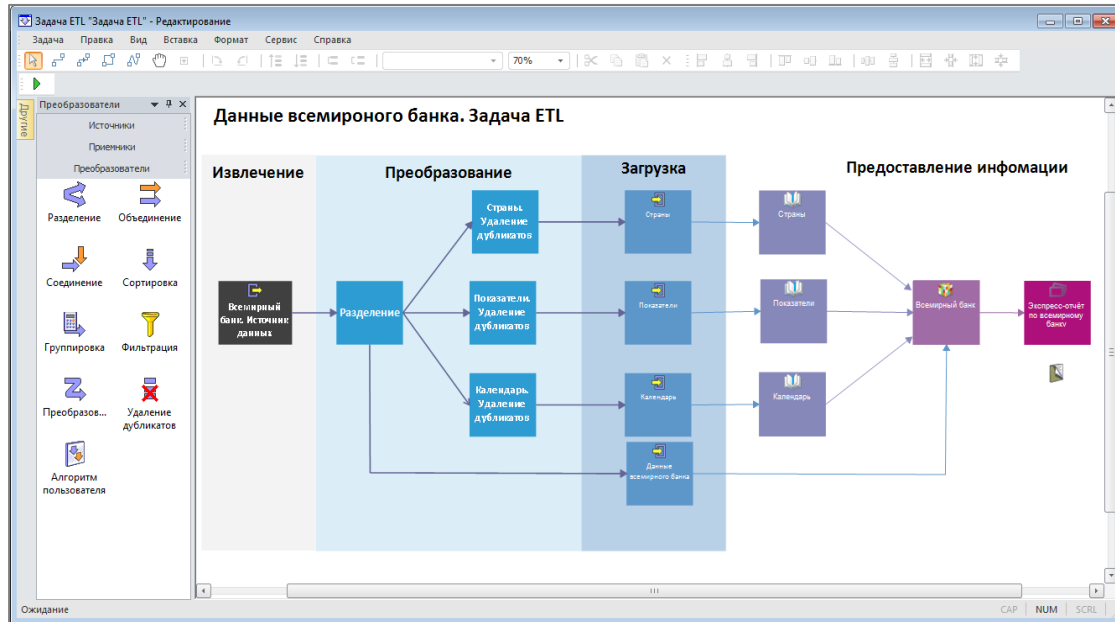 Задача ETL "Задача ETL" - Редактирование
Задача Правка Вид Вставка Формат Сервис Справка
70%
Другие
Преобразователи
Источники
Приемники
Преобразователи
Разделение Объединение
Соединение Сортировка
Группировка Фильтрация
Преобразов... Удаление
дубликатов
Алгоритм
пользователя
Данные всемироного банка. Задача ETL
Извлечение Преобразование Загрузка Предоставление инфомации
Страны.
Удаление
дубликатов
Страны
Страны
Всемирный
банк. Источник
данных
Разделение
Показатели.
Удаление
дубликатов
Показатели
Показатели
Всемирный банк
Экспресс-отчёт
по всемирному
банку
Календарь.
Удаление
дубликатов
Календарь
Календарь
Данные
всемирного банка
Ожидание CAP NUM SCRL